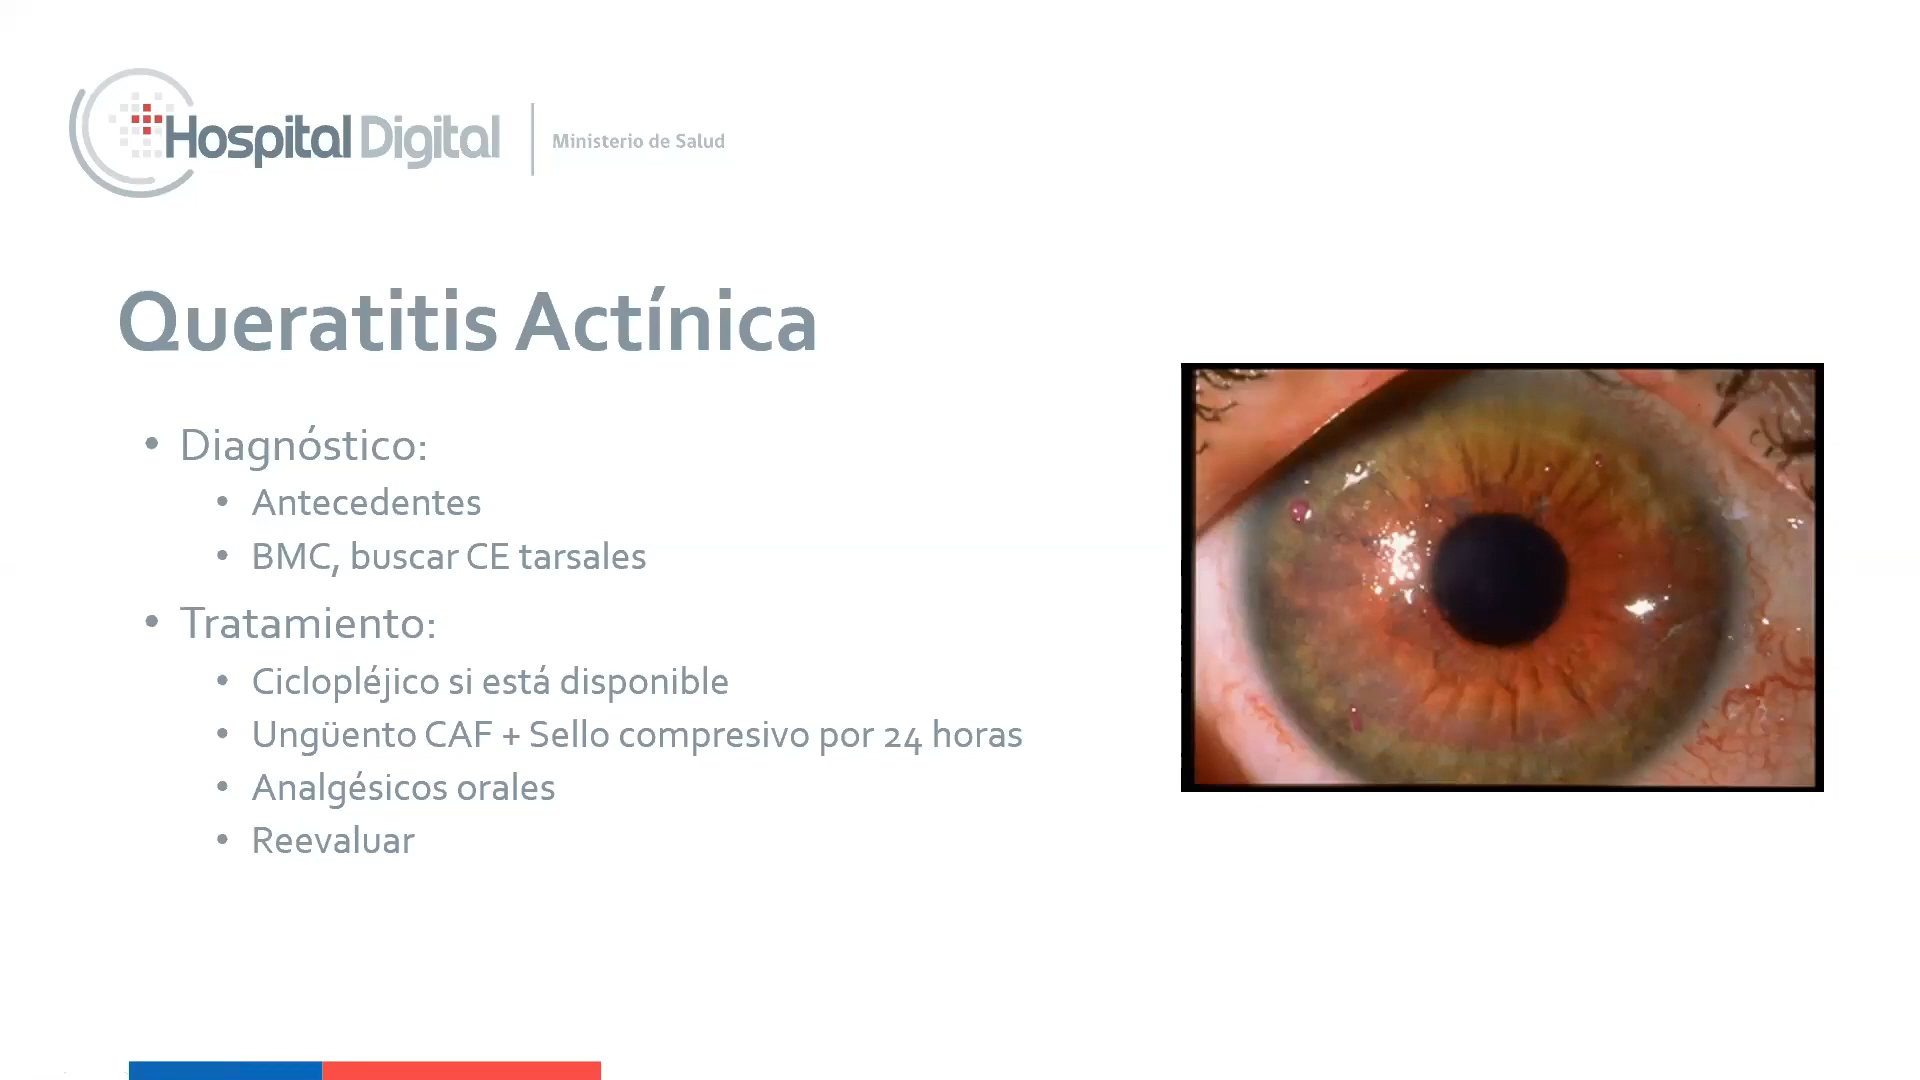 Hospital Digital
Ministerio de Salud
Queratitis Actínica
• Diagnóstico:
• Antecedentes
• BMC, buscar CE tarsales
• Tratamiento:
• Ciclopléjico si está disponible
• Ungüento CAF + Sello compresivo por 24 horas
• Analgésicos orales
• Reevaluar